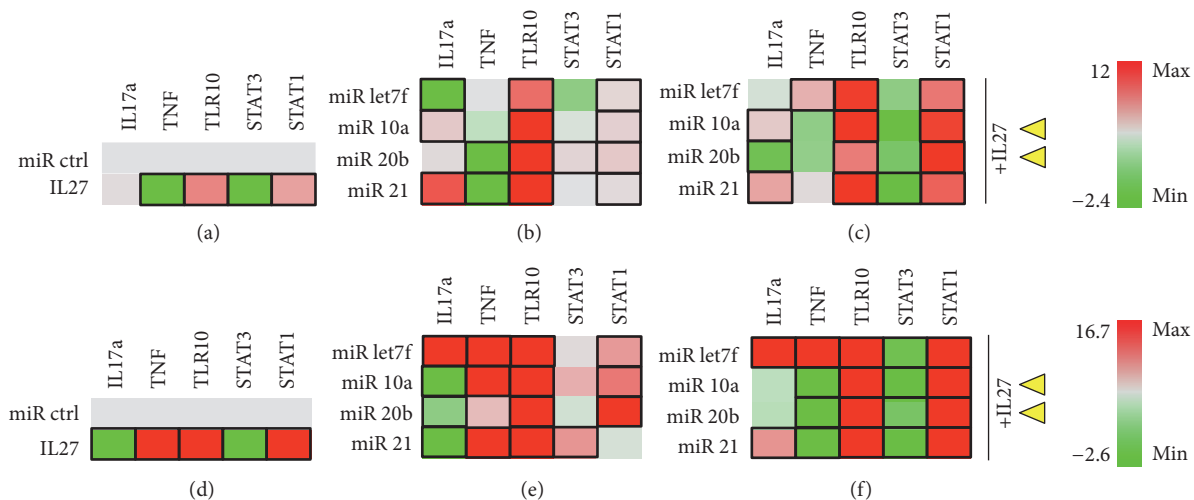 IL17a TNF TLR10 STAT3 STAT1
miR ctrl
IL27
(a)
IL17a TNF TLR10 STAT3 STAT1
miR let7f
miR 10a
miR 20b
miR 21
(b)
IL17a TNF TLR10 STAT3 STAT1
miR let7f
miR 10a
miR 20b
miR 21
+IL27
(c)
12 Max
−2.4 Min
IL17a TNF TLR10 STAT3 STAT1
miR ctrl
IL27
(d)
IL17a TNF TLR10 STAT3 STAT1
miR let7f
miR 10a
miR 20b
miR 21
(e)
IL17a TNF TLR10 STAT3 STAT1
miR let7f
miR 10a
miR 20b
miR 21
+IL27
(f)
16.7 Max
−2.6 Min